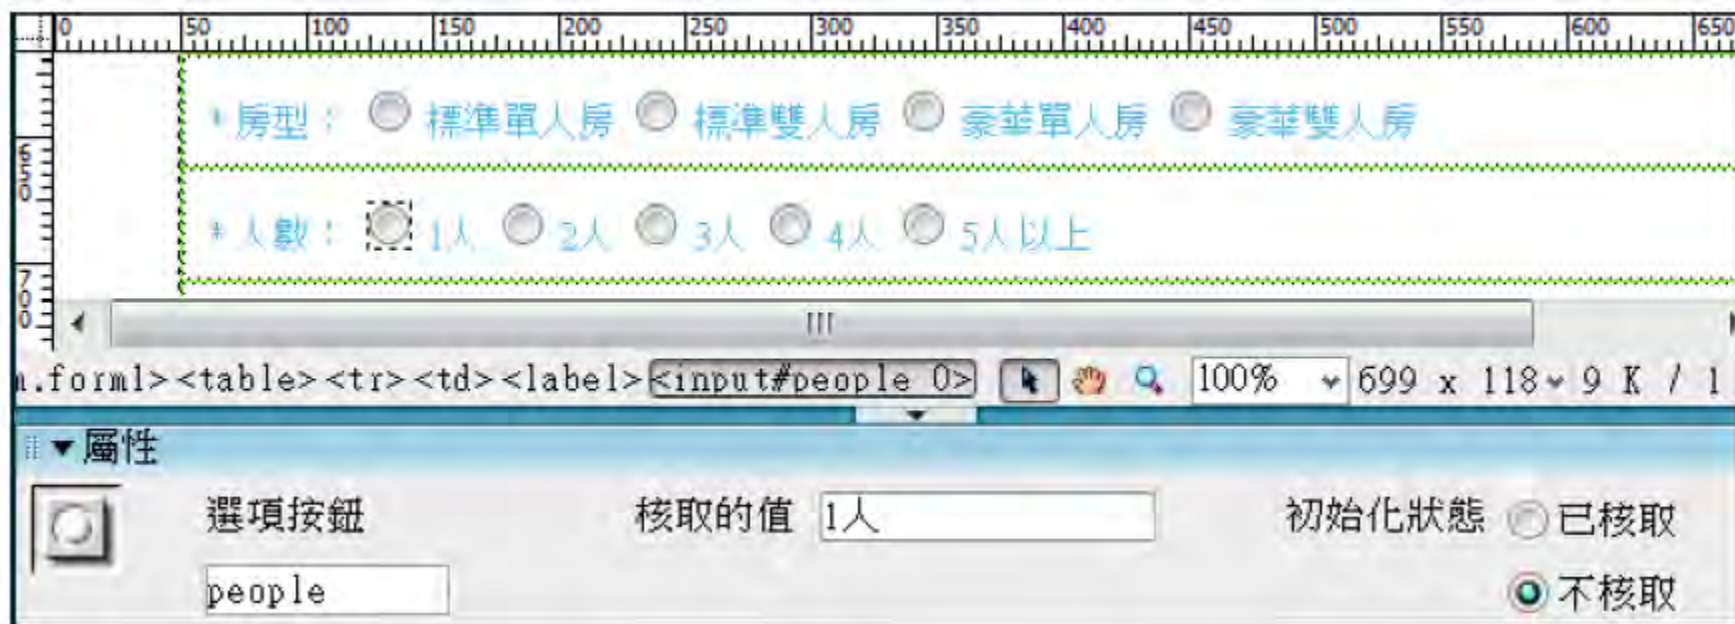 0 50 100 150 200 250 300 350 400 450 500 550 600 650
*房型： 標準單人房 標準雙人房 豪華單人房 豪華雙人房
650
*人數： 1人 2人 3人 4人 5人以上
700
m.form1><table><tr><td><label><input#people_0> 100% 699 x 118 9 K / 1
屬性
選項按鈕 核取的值 1人 初始化狀態 已核取
people 不核取